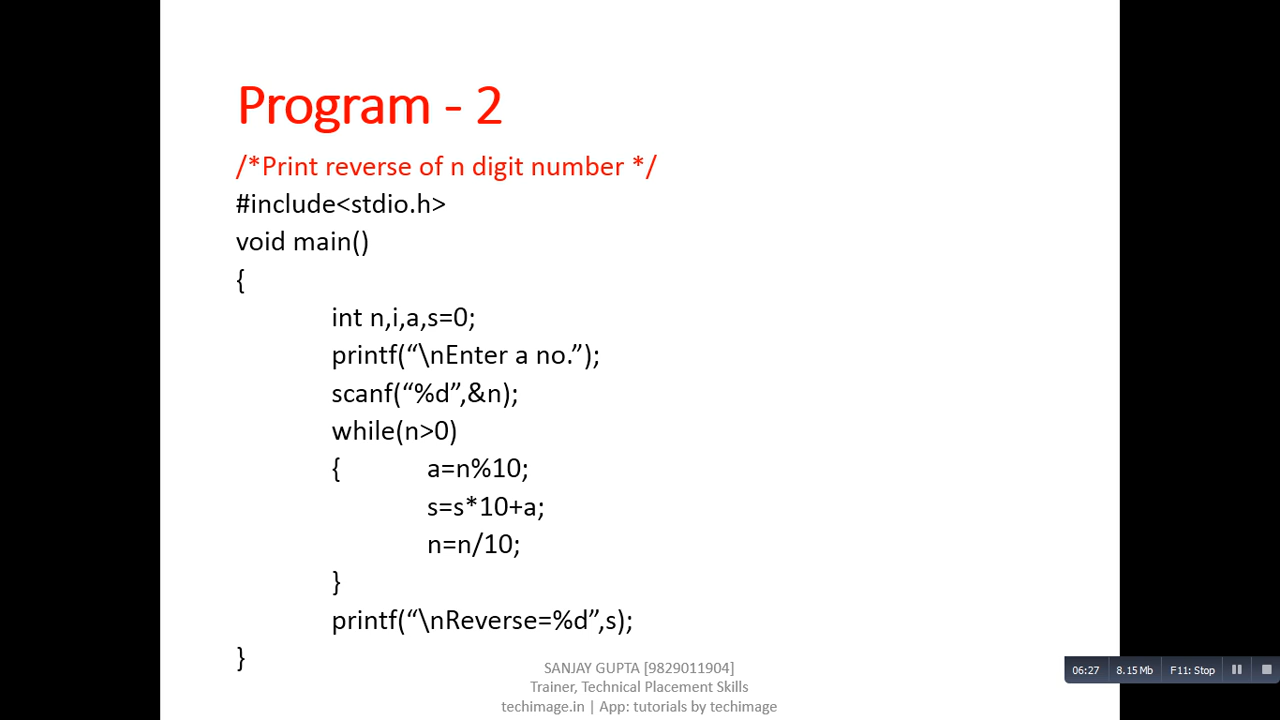 Program - 2
/*Print reverse of n digit number */
#include<stdio.h>
void main()
{
int n,i,a,s=0;
printf(“\nEnter a no.”);
scanf(“%d”,&n);
while(n>0)
{ a=n%10;
s=s*10+a;
n=n/10;
}
printf(“\nReverse=%d”,s);
}
SANJAY GUPTA [9829011904]
Trainer, Technical Placement Skills
techimage.in | App: tutorials by techimage
06:27 8.15 Mb F11: Stop